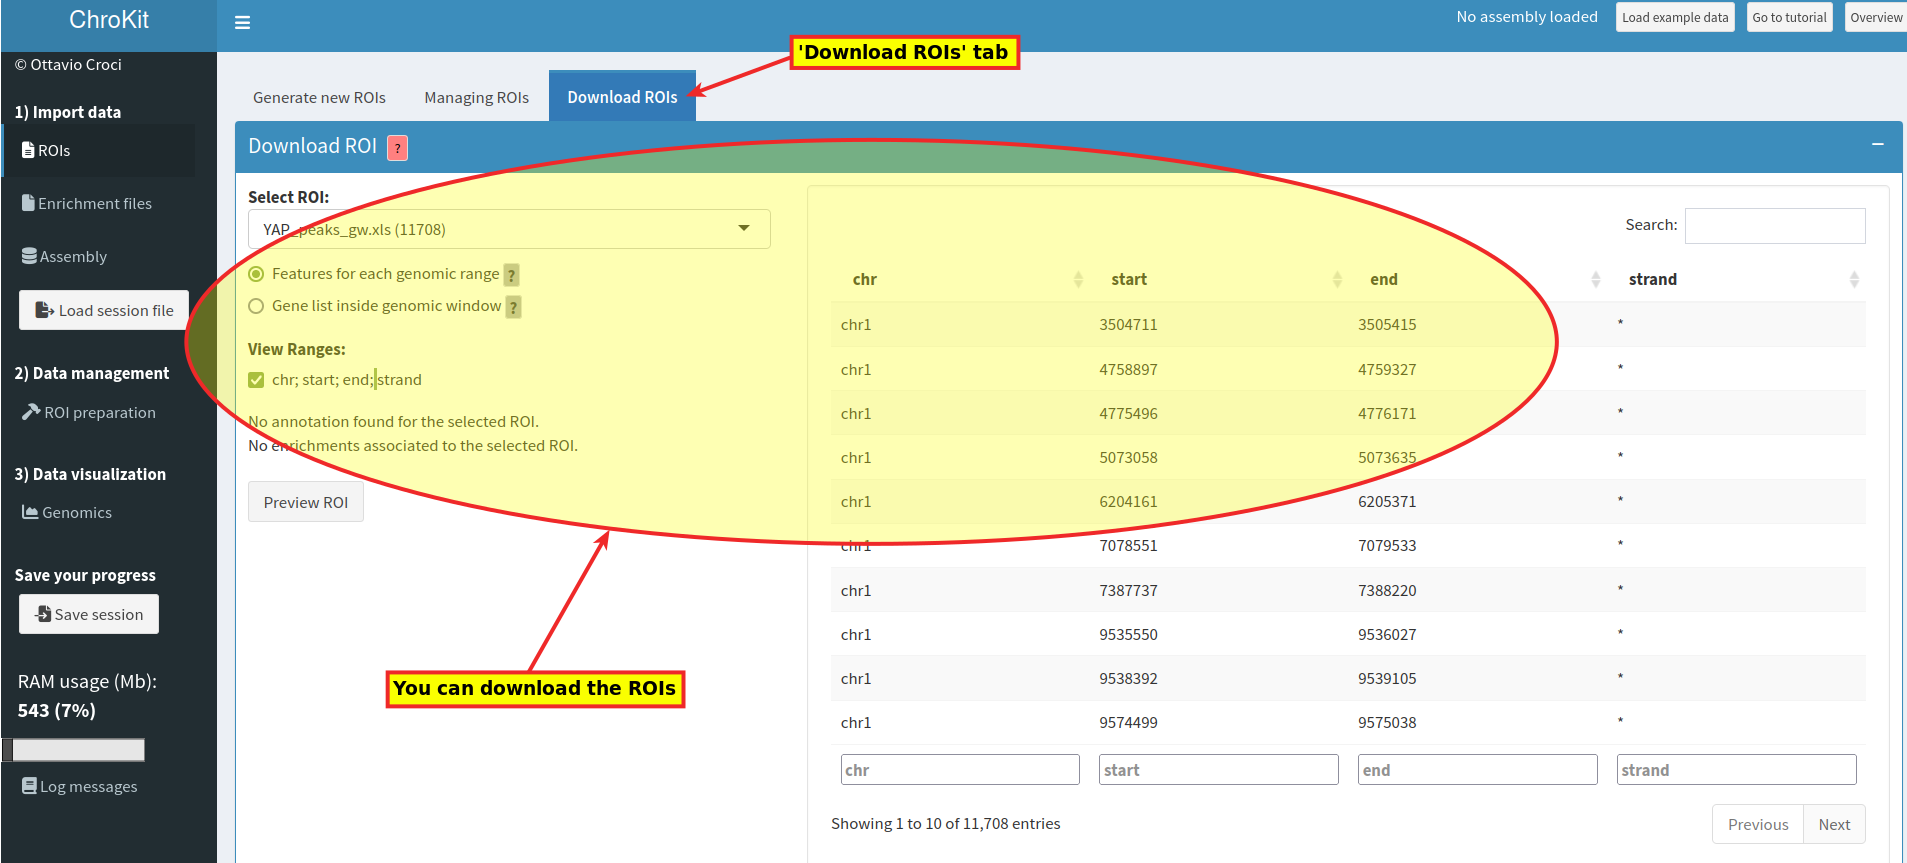 ChroKit
No assembly loaded
Load example data
Go to tutorial
Overview
© Ottavio Croci
1) Import data
ROIs
Enrichment files
Assembly
Load session file
2) Data management
ROI preparation
3) Data visualization
Genomics
Save your progress
Save session
RAM usage (Mb):
543 (7%)
Log messages
'Download ROIs' tab
Generate new ROIs
Managing ROIs
Download ROIs
Download ROI ?
Select ROI:
YAP_peaks_gw.xls (11708)
Features for each genomic range ?
Gene list inside genomic window ?
View Ranges:
chr; start; end; strand
No annotation found for the selected ROI.
No enrichments associated to the selected ROI.
Preview ROI
You can download the ROIs
Search:
chr start end strand
chr1 3504711 3505415 *
chr1 4758897 4759327 *
chr1 4775496 4776171 *
chr1 5073058 5073635 *
chr1 6204161 6205371 *
chr1 7078551 7079533 *
chr1 7387737 7388220 *
chr1 9535550 9536027 *
chr1 9538392 9539105 *
chr1 9574499 9575038 *
chr start end strand
Showing 1 to 10 of 11,708 entries
Previous Next